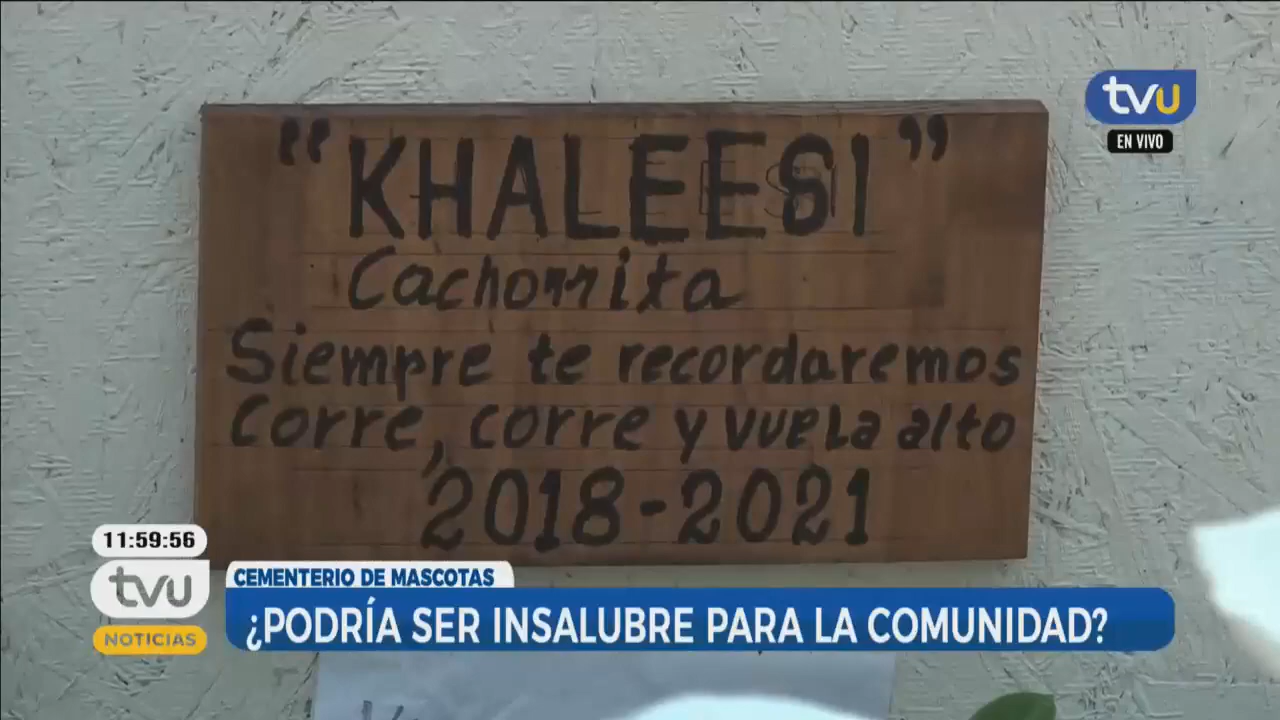 tvu
EN VIVO
"KHALEESI"
Cachorrita
Siempre te recordaremos
Corre, corre y vuela alto
2018-2021
11:59:56
tvu
NOTICIAS
CEMENTERIO DE MASCOTAS
¿PODRÍA SER INSALUBRE PARA LA COMUNIDAD?